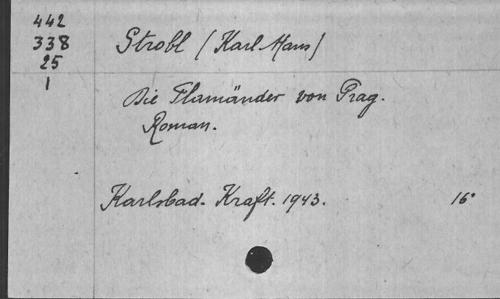 442
338
25
1
Strobl (Karl Hans)
Die Flamänder von Prag.
Roman.
Karlsbad. Kraft. 1943. 16°